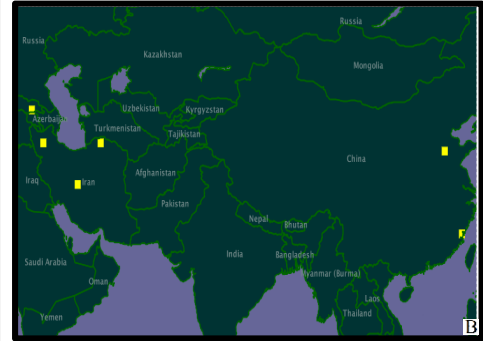 Russia
Russia
Kazakhstan
Mongolia
Uzbekistan
Kyrgyzstan
Azerbaijan
Turkmenistan
Tajikistan
China
Afghanistan
Iraq
Iran
Pakistan
Nepal
Bhutan
India
Bangladesh
Saudi Arabia
Myanmar (Burma)
Oman
Laos
Thailand
Yemen
B